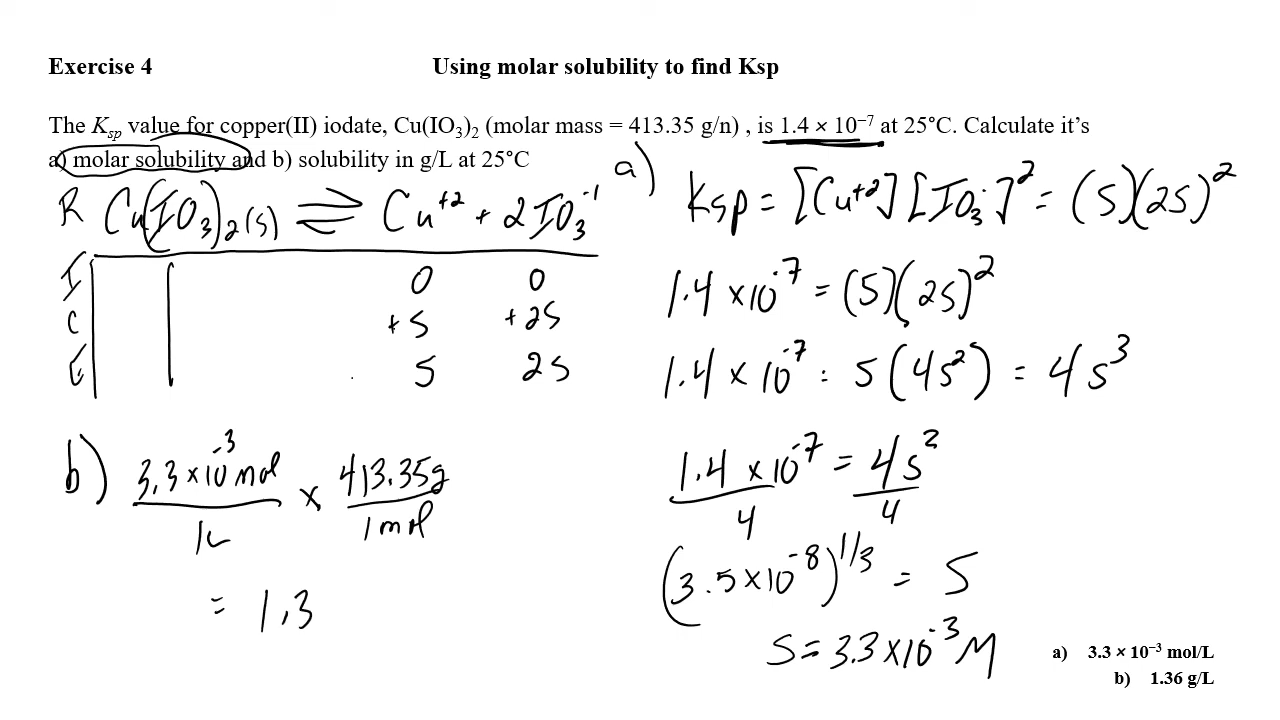 Exercise 4 Using molar solubility to find Ksp
The Ksp value for copper(II) iodate, Cu(IO₃)₂ (molar mass = 413.35 g/n) , is 1.4 × 10⁻⁷ at 25°C. Calculate it's
a) molar solubility and b) solubility in g/L at 25°C
R Cu(IO₃)₂(s) ⇌ Cu⁺² + 2IO₃⁻¹
I 0 0
C +S +2S
E S 2S
a) Ksp = [Cu⁺²][IO₃⁻]² = (S)(2S)²
1.4 × 10⁻⁷ = (S)(2S)²
1.4 × 10⁻⁷ = S(4S²) = 4S³
1.4 × 10⁻⁷ = 4S³
4 4
(3.5 × 10⁻⁸)^1/3 = S
S = 3.3 × 10⁻³ M
b) 3.3 × 10⁻³ mol × 413.35g
1L 1mol
= 1.3
a) 3.3 × 10⁻³ mol/L
b) 1.36 g/L